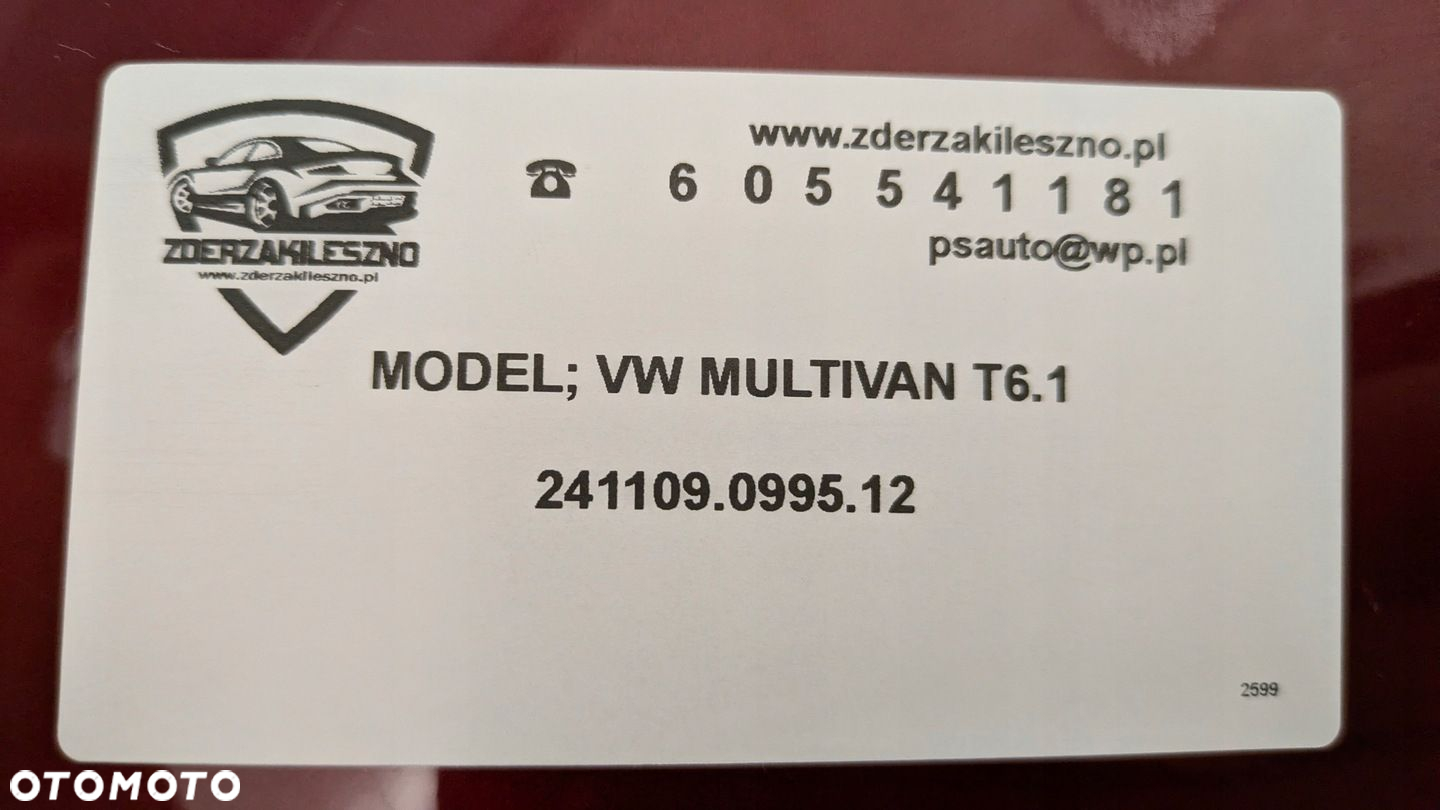 www.zderzakileszno.pl
6 0 5 5 4 1 1 8 1
psauto@wp.pl
ZDERZAKILESZNO
www.zderzakileszno.pl
MODEL; VW MULTIVAN T6.1
241109.0995.12
2599
OTOMOTO